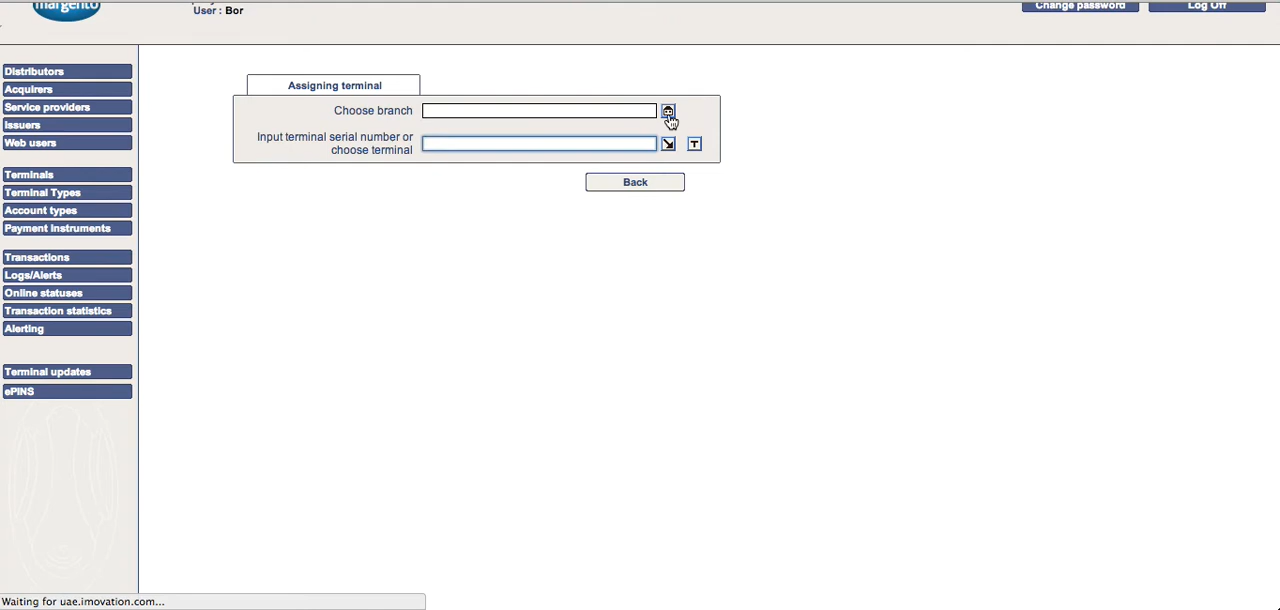 margento
User : Bor
Change password
Log Off
Distributors
Acquirers
Service providers
Issuers
Web users
Terminals
Terminal Types
Account types
Payment Instruments
Transactions
Logs/Alerts
Online statuses
Transaction statistics
Alerting
Terminal updates
ePINS
Assigning terminal
Choose branch
Input terminal serial number or
choose terminal
T
Back
Waiting for uae.imovation.com...